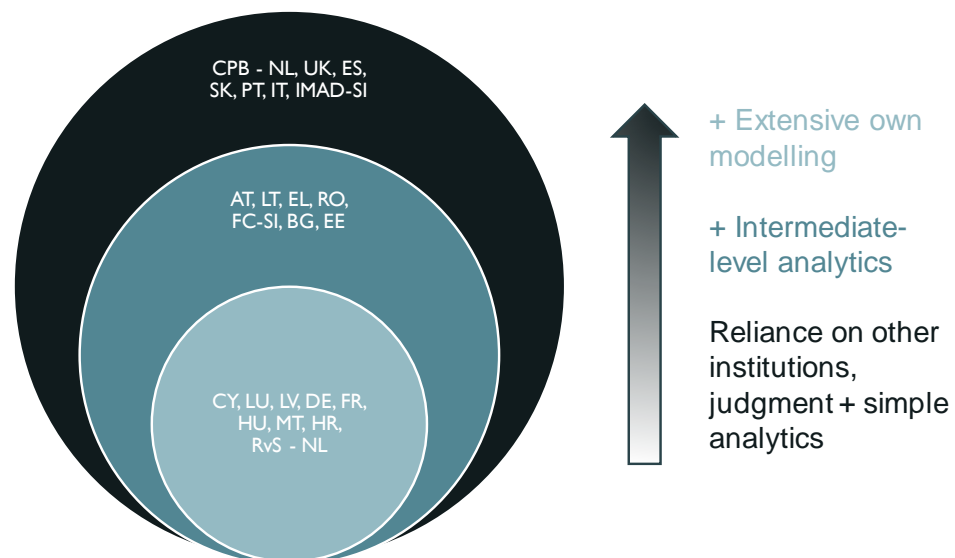 CPB - NL, UK, ES,
SK, PT, IT, IMAD-SI
AT, LT, EL, RO,
FC-SI, BG, EE
CY, LU, LV, DE, FR,
HU, MT, HR,
RvS - NL
+ Extensive own
modelling
+ Intermediate-
level analytics
Reliance on other
institutions,
judgment + simple
analytics